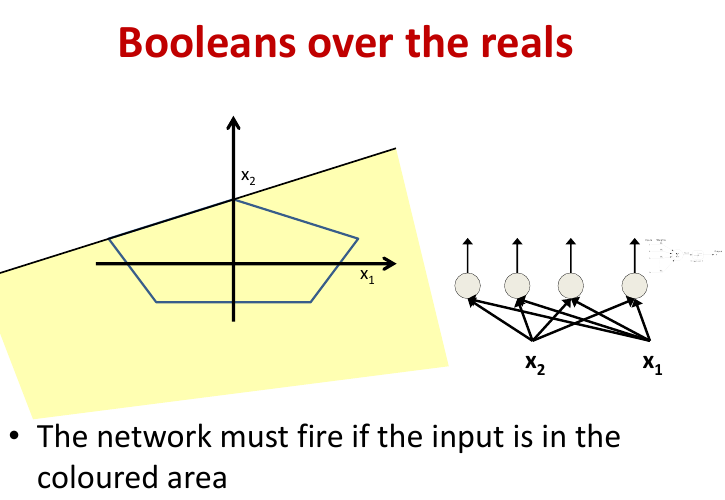 Booleans over the reals
x2
x1
x2
x1
• The network must fire if the input is in the
coloured area